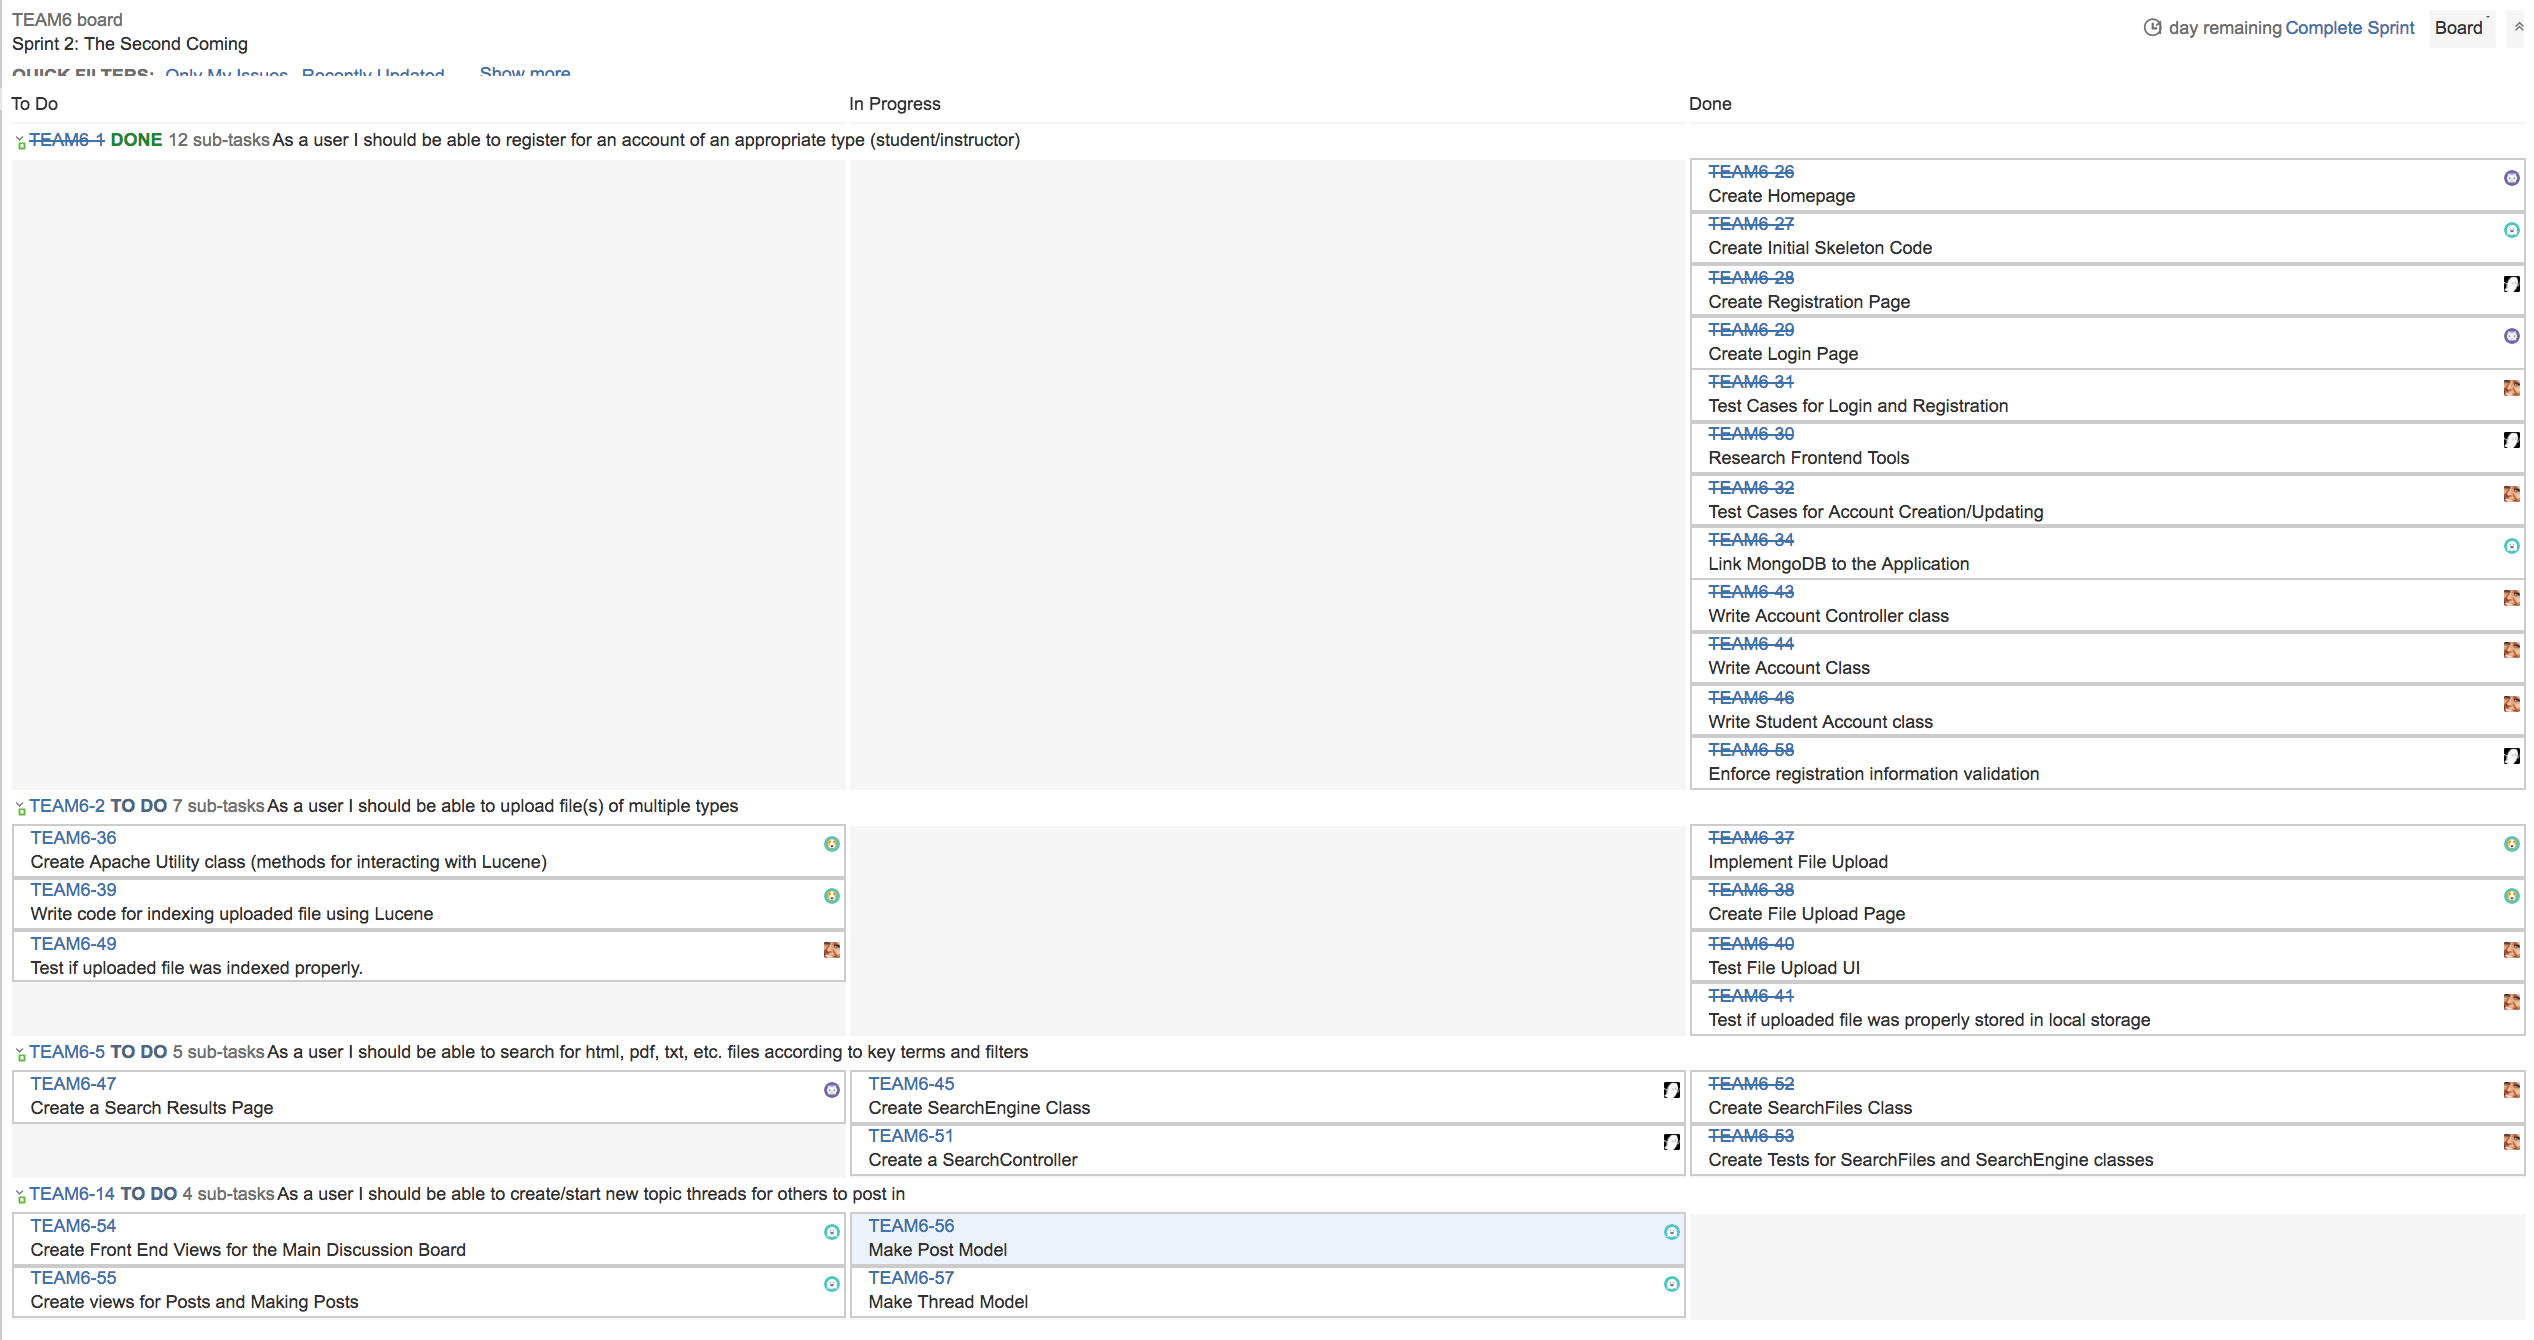 TEAM6 board
day remaining Complete Sprint Board
Sprint 2: The Second Coming
QUICK FILTERS: Only My Issues Recently Updated Show more
To Do In Progress Done
TEAM6-1 DONE 12 sub-tasks As a user I should be able to register for an account of an appropriate type (student/instructor)
TEAM6-26
Create Homepage
TEAM6-27
Create Initial Skeleton Code
TEAM6-28
Create Registration Page
TEAM6-29
Create Login Page
TEAM6-31
Test Cases for Login and Registration
TEAM6-30
Research Frontend Tools
TEAM6-32
Test Cases for Account Creation/Updating
TEAM6-34
Link MongoDB to the Application
TEAM6-43
Write Account Controller class
TEAM6-44
Write Account Class
TEAM6-46
Write Student Account class
TEAM6-58
Enforce registration information validation
TEAM6-2 TO DO 7 sub-tasks As a user I should be able to upload file(s) of multiple types
TEAM6-36
Create Apache Utility class (methods for interacting with Lucene)
TEAM6-39
Write code for indexing uploaded file using Lucene
TEAM6-49
Test if uploaded file was indexed properly.
TEAM6-37
Implement File Upload
TEAM6-38
Create File Upload Page
TEAM6-40
Test File Upload UI
TEAM6-41
Test if uploaded file was properly stored in local storage
TEAM6-5 TO DO 5 sub-tasks As a user I should be able to search for html, pdf, txt, etc. files according to key terms and filters
TEAM6-47
Create a Search Results Page
TEAM6-45
Create SearchEngine Class
TEAM6-51
Create a SearchController
TEAM6-52
Create SearchFiles Class
TEAM6-53
Create Tests for SearchFiles and SearchEngine classes
TEAM6-14 TO DO 4 sub-tasks As a user I should be able to create/start new topic threads for others to post in
TEAM6-54
Create Front End Views for the Main Discussion Board
TEAM6-55
Create views for Posts and Making Posts
TEAM6-56
Make Post Model
TEAM6-57
Make Thread Model